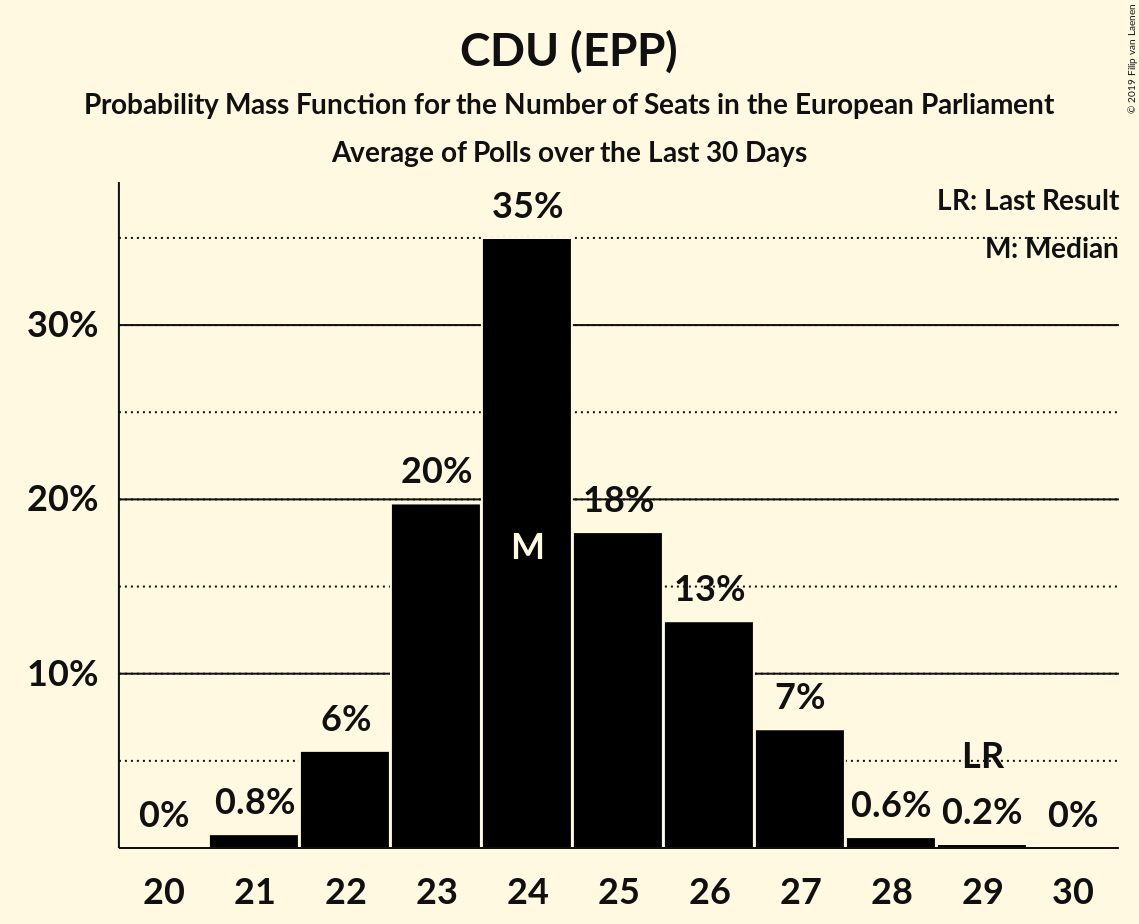 CDU (EPP)
Probability Mass Function for the Number of Seats in the European Parliament
Average of Polls over the Last 30 Days
© 2019 Filip van Laenen
LR: Last Result
M: Median
35%
30%
20%
20%
18%
M
13%
10%
7%
6%
LR
0%
0.8%
0.6%
0.2%
0%
20 21 22 23 24 25 26 27 28 29 30